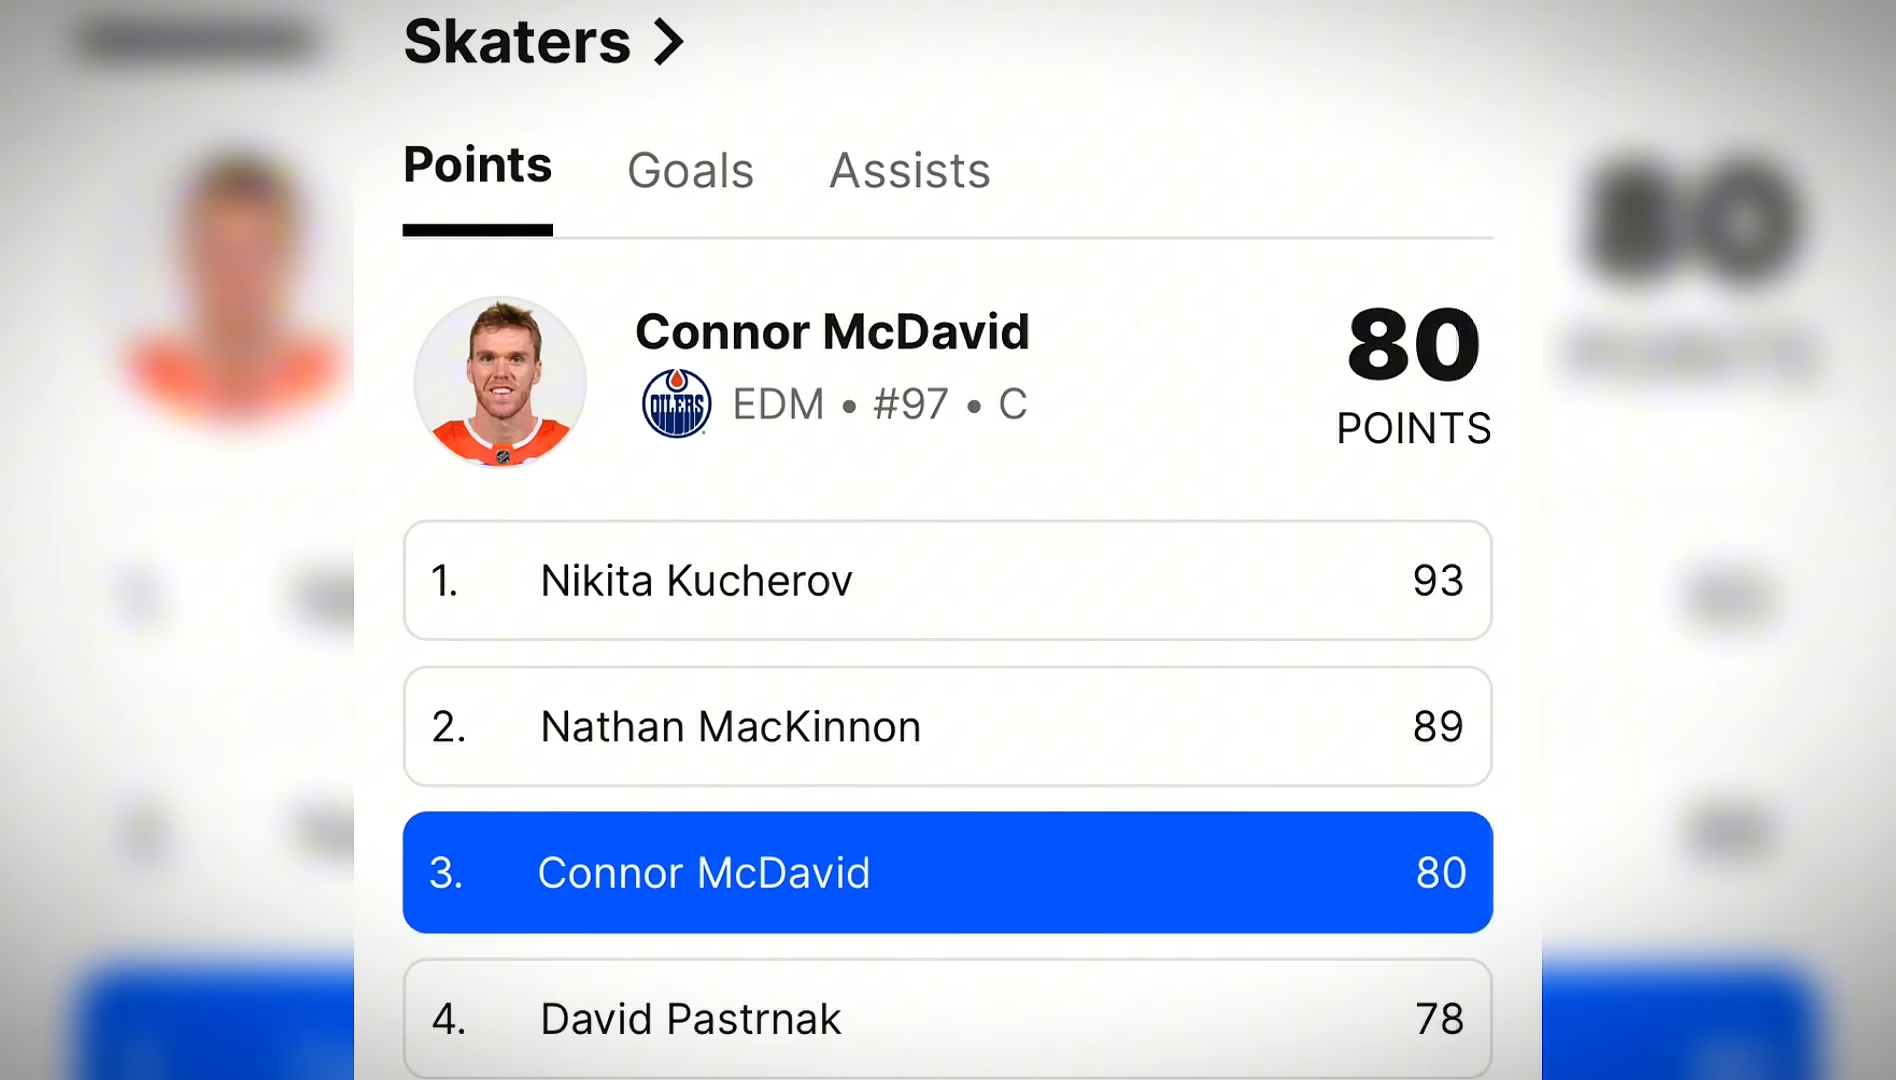 Skaters >
Points Goals Assists
Connor McDavid
OILERS EDM • #97 • C
80
POINTS
1. Nikita Kucherov 93
2. Nathan MacKinnon 89
3. Connor McDavid 80
4. David Pastrnak 78